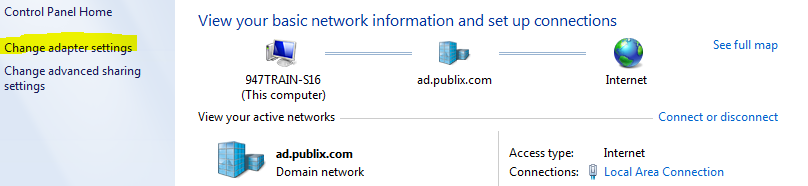 Control Panel Home
Change adapter settings
Change advanced sharing
settings
View your basic network information and set up connections
See full map
947TRAIN-S16
(This computer)
ad.publix.com
Internet
View your active networks
Connect or disconnect
ad.publix.com
Domain network
Access type:
Internet
Connections:
Local Area Connection